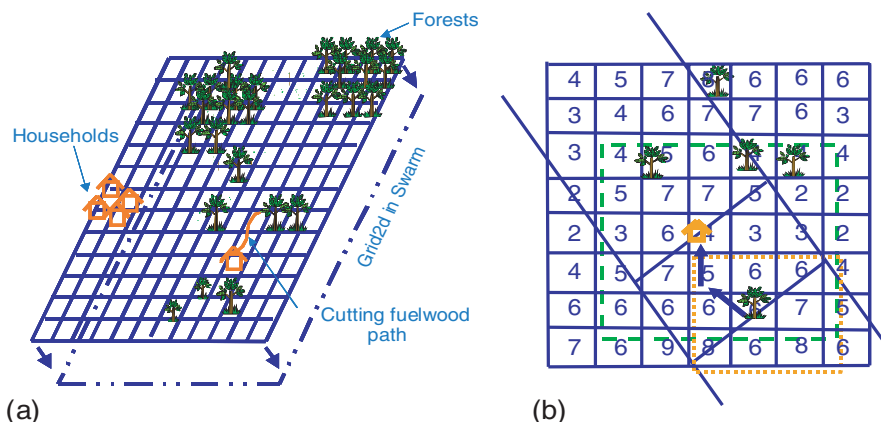 Forests
Households
Grid2d in Swarm
Cutting fuelwood
path
(a)
4 5 7 6 6 6
3 4 6 7 7 6 3
3 4 5 6 4
2 5 7 7 5 2 2
2 3 6 4 3 3 2
4 5 7 5 6 6 4
6 6 6 6 7 5
7 6 9 8 6 8 6
(b)